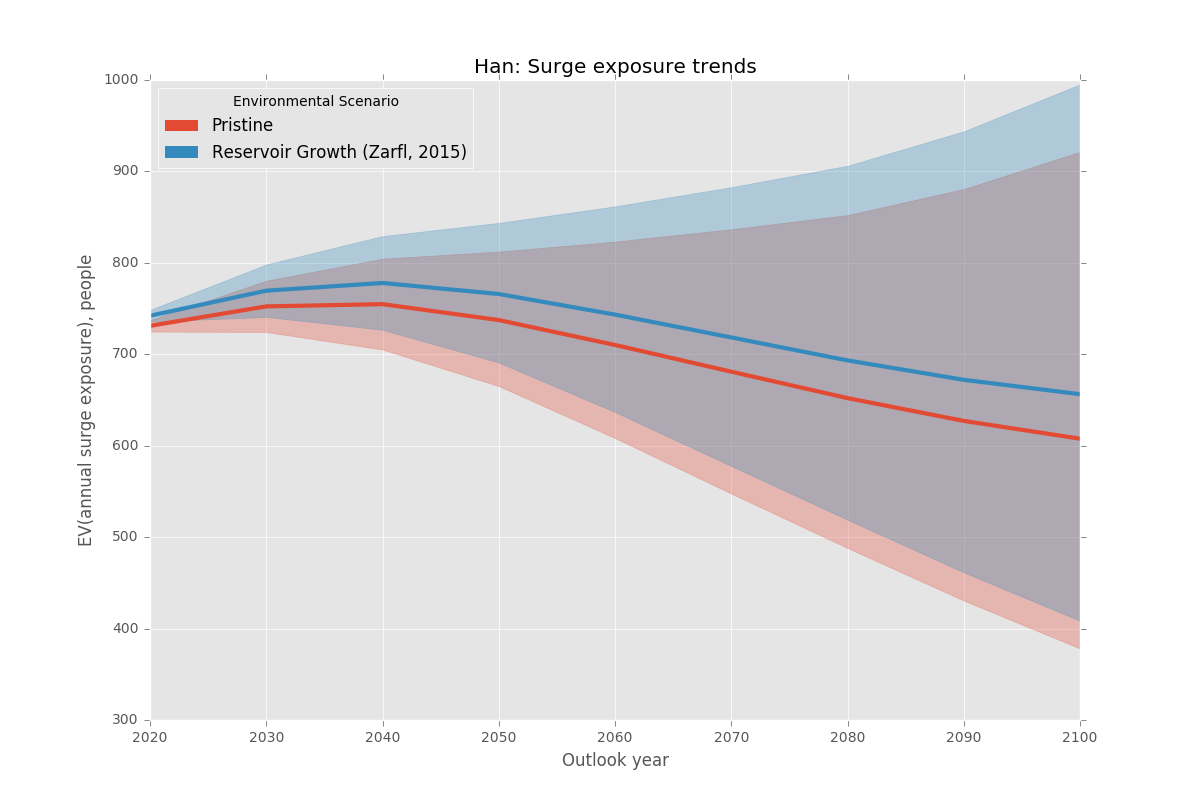 Han: Surge exposure trends
Environmental Scenario
Pristine
Reservoir Growth (Zarfl, 2015)
EV(annual surge exposure), people
1000
900
800
700
600
500
400
300
2020 2030 2040 2050 2060 2070 2080 2090 2100
Outlook year